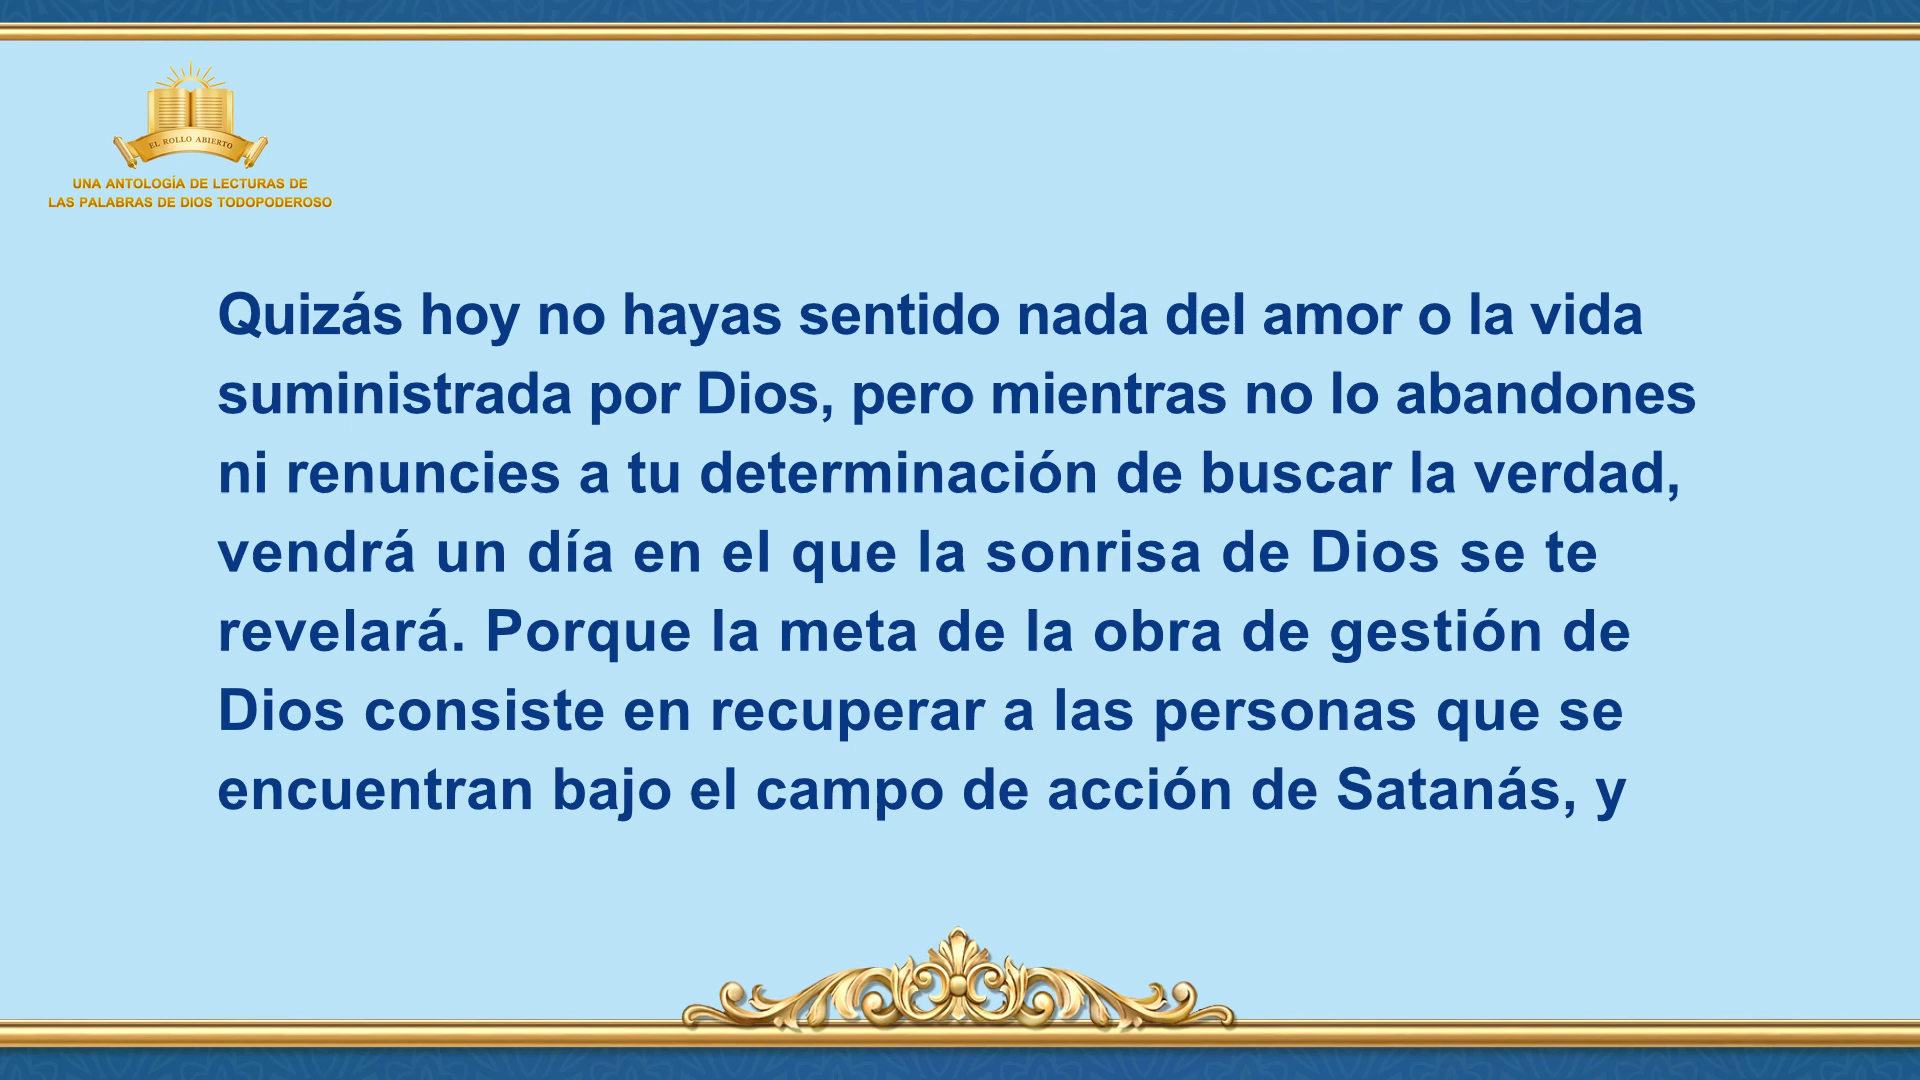 EL ROLLO ABIERTO
UNA ANTOLOGÍA DE LECTURAS DE
LAS PALABRAS DE DIOS TODOPODEROSO
Quizás hoy no hayas sentido nada del amor o la vida
suministrada por Dios, pero mientras no lo abandones
ni renuncies a tu determinación de buscar la verdad,
vendrá un día en el que la sonrisa de Dios se te
revelará. Porque la meta de la obra de gestión de
Dios consiste en recuperar a las personas que se
encuentran bajo el campo de acción de Satanás, y